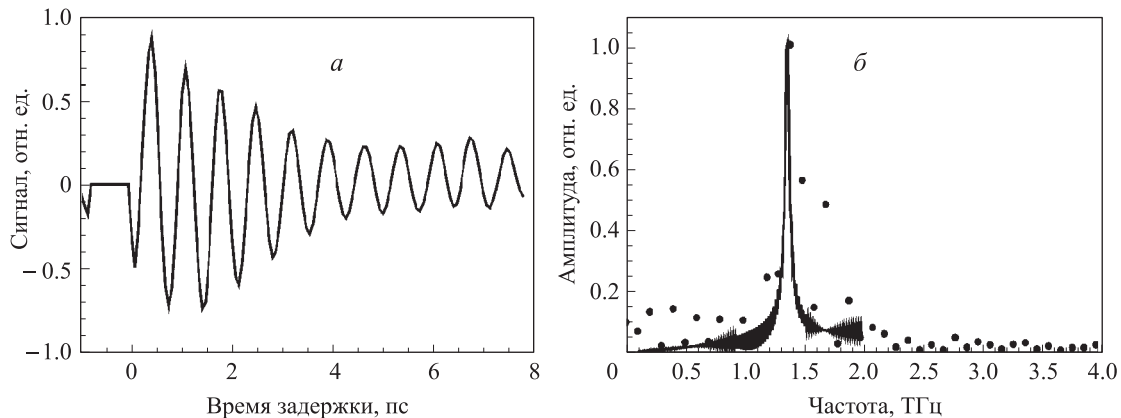 1.0
0.5
0
−0.5
−1.0
Сигнал, отн. ед.
а
0 2 4 6 8
Время задержки, пс
1.0
0.8
0.6
0.4
0.2
Амплитуда, отн. ед.
б
0 0.5 1.0 1.5 2.0 2.5 3.0 3.5 4.0
Частота, ТГц